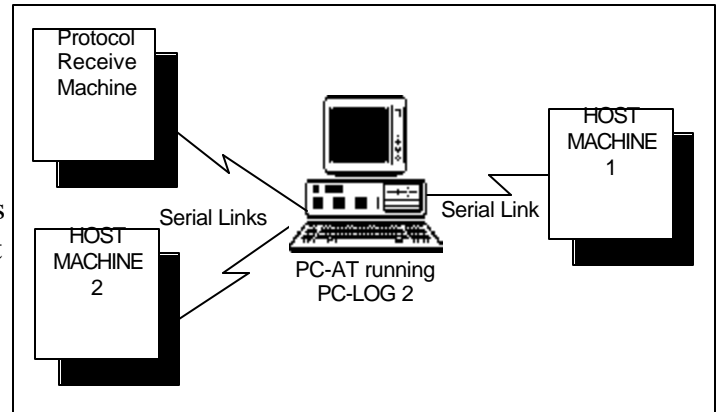 Protocol
Receive
Machine
HOST
MACHINE
1
Serial Links
Serial Link
s
t
HOST
MACHINE
2
PC-AT running
PC-LOG 2